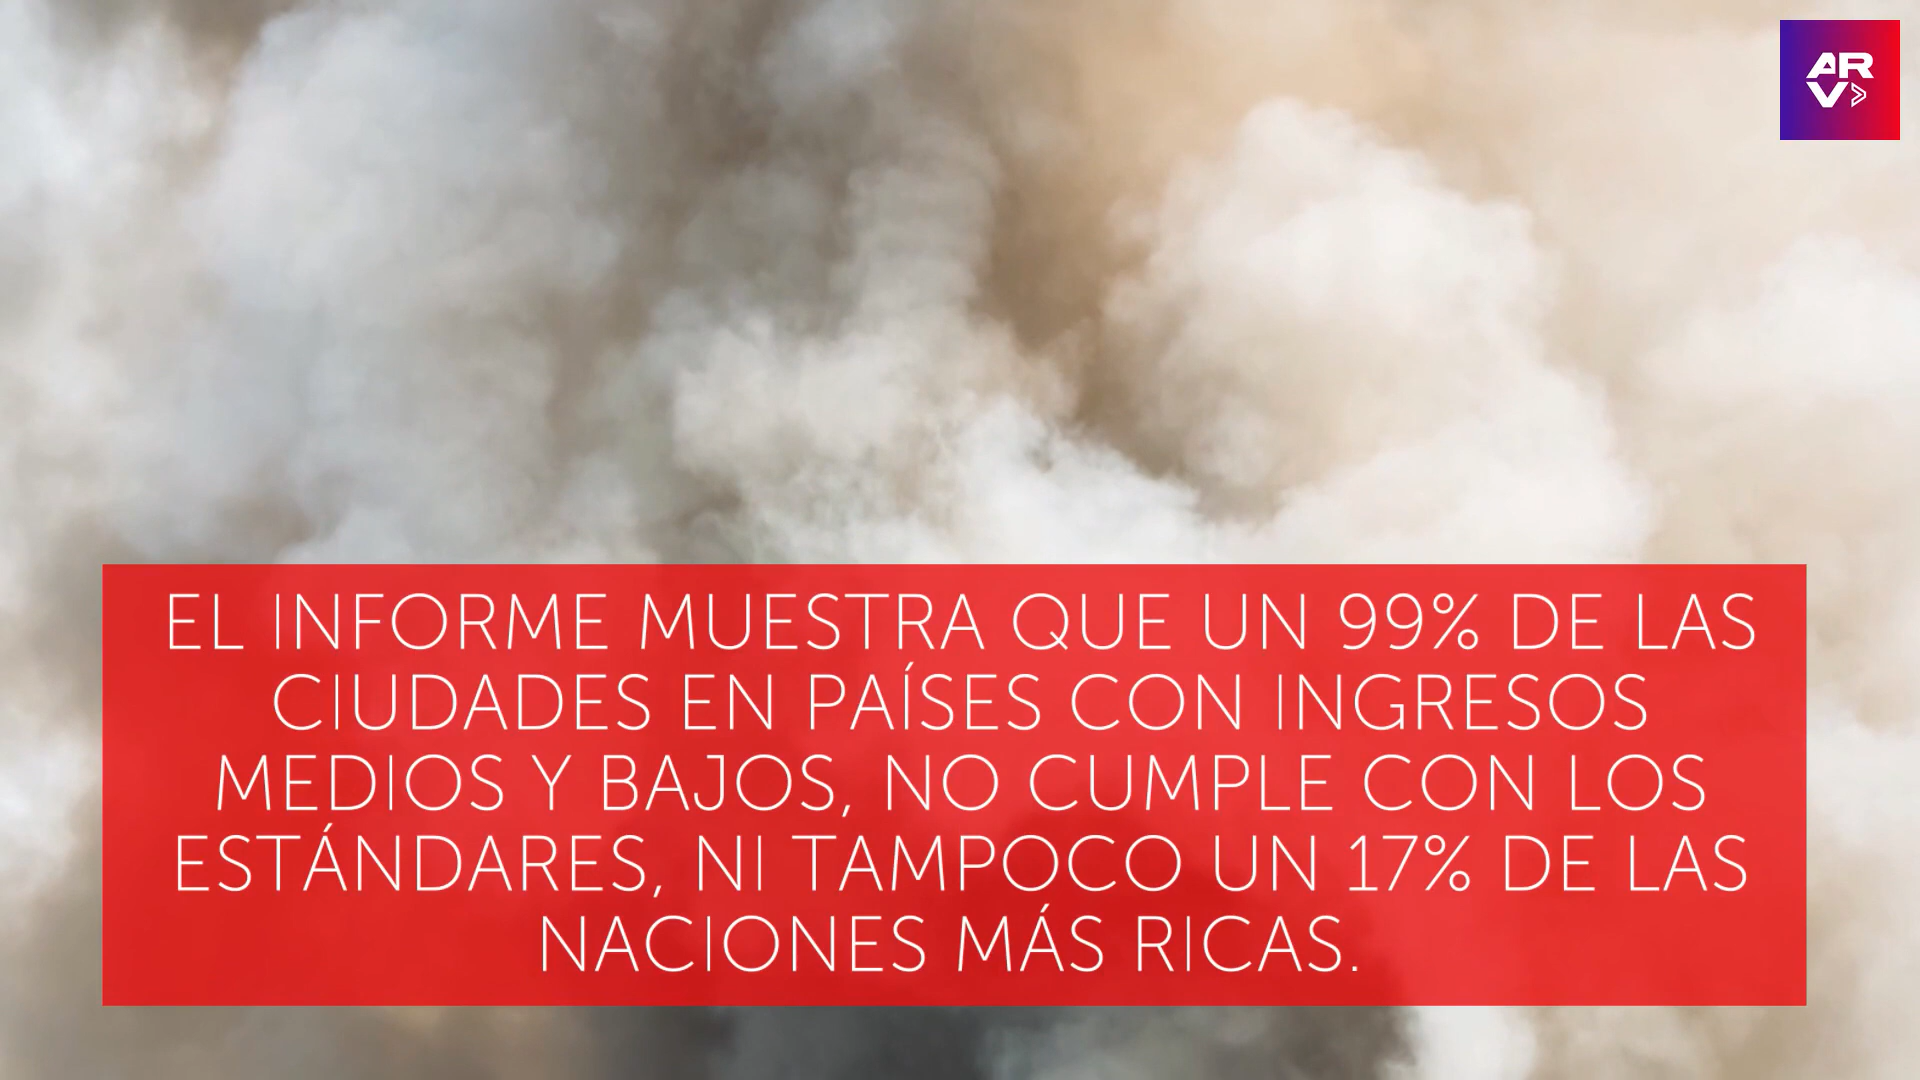 ARV
EL INFORME MUESTRA QUE UN 99% DE LAS
CIUDADES EN PAÍSES CON INGRESOS
MEDIOS Y BAJOS, NO CUMPLE CON LOS
ESTÁNDARES, NI TAMPOCO UN 17% DE LAS
NACIONES MÁS RICAS.